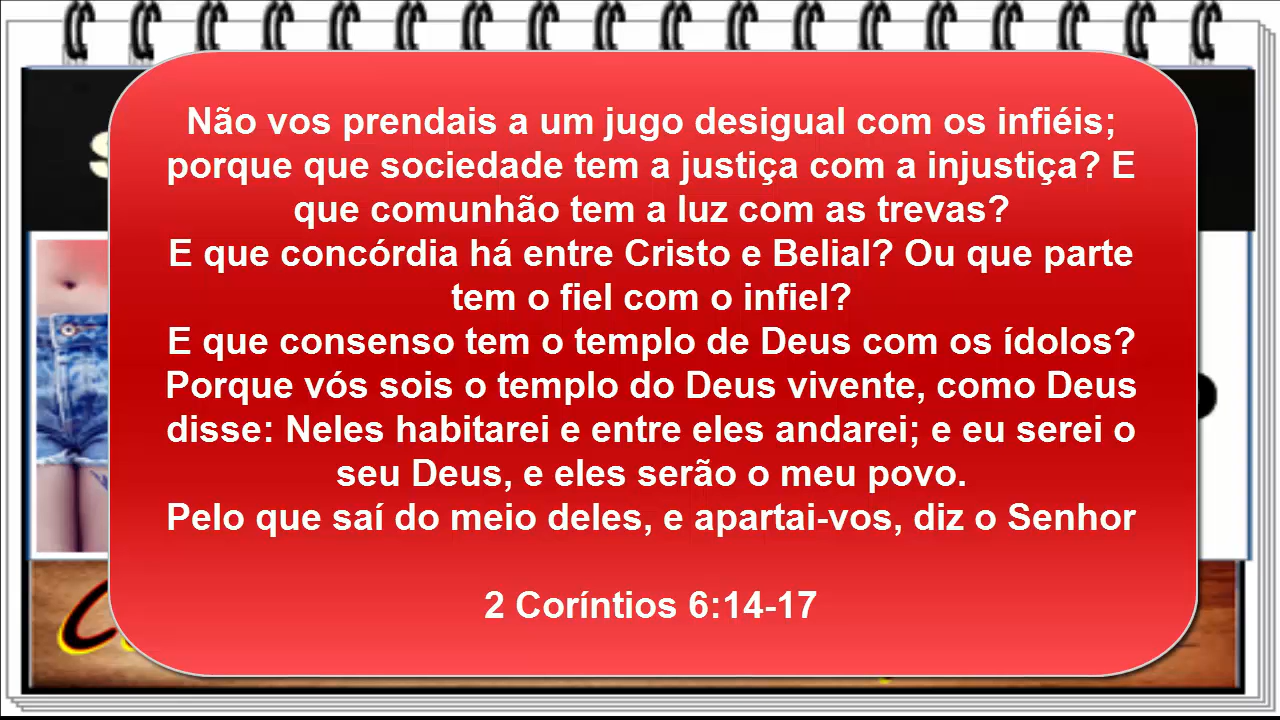 Não vos prendais a um jugo desigual com os infiéis;
porque que sociedade tem a justiça com a injustiça? E
que comunhão tem a luz com as trevas?
E que concórdia há entre Cristo e Belial? Ou que parte
tem o fiel com o infiel?
E que consenso tem o templo de Deus com os ídolos?
Porque vós sois o templo do Deus vivente, como Deus
disse: Neles habitarei e entre eles andarei; e eu serei o
seu Deus, e eles serão o meu povo.
Pelo que saí do meio deles, e apartai-vos, diz o Senhor
2 Coríntios 6:14-17